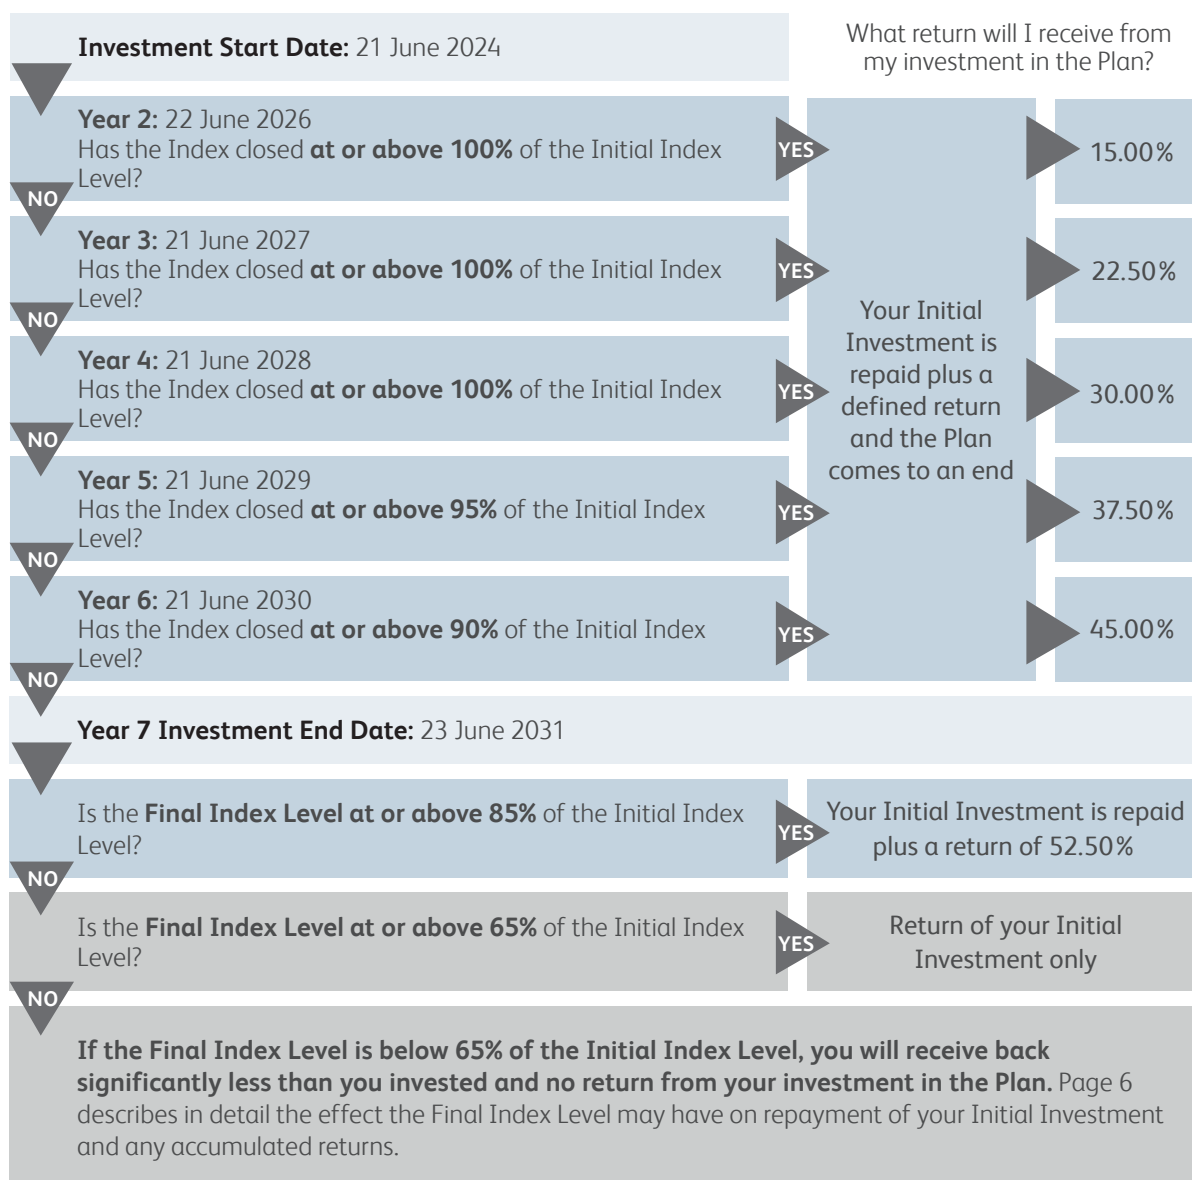 Investment Start Date: 21 June 2024
What return will I receive from
my investment in the Plan?
Year 2: 22 June 2026
Has the Index closed at or above 100% of the Initial Index
Level?
YES
15.00%
NO
Year 3: 21 June 2027
Has the Index closed at or above 100% of the Initial Index
Level?
YES
22.50%
NO
Year 4: 21 June 2028
Has the Index closed at or above 100% of the Initial Index
Level?
YES
30.00%
NO
Year 5: 21 June 2029
Has the Index closed at or above 95% of the Initial Index
Level?
YES
37.50%
NO
Year 6: 21 June 2030
Has the Index closed at or above 90% of the Initial Index
Level?
YES
45.00%
NO
Your Initial
Investment is
repaid plus a
defined return
and the Plan
comes to an end
Year 7 Investment End Date: 23 June 2031
Is the Final Index Level at or above 85% of the Initial Index
Level?
YES
Your Initial Investment is repaid
plus a return of 52.50%
NO
Is the Final Index Level at or above 65% of the Initial Index
Level?
YES
Return of your Initial
Investment only
NO
If the Final Index Level is below 65% of the Initial Index Level, you will receive back
significantly less than you invested and no return from your investment in the Plan. Page 6
describes in detail the effect the Final Index Level may have on repayment of your Initial Investment
and any accumulated returns.